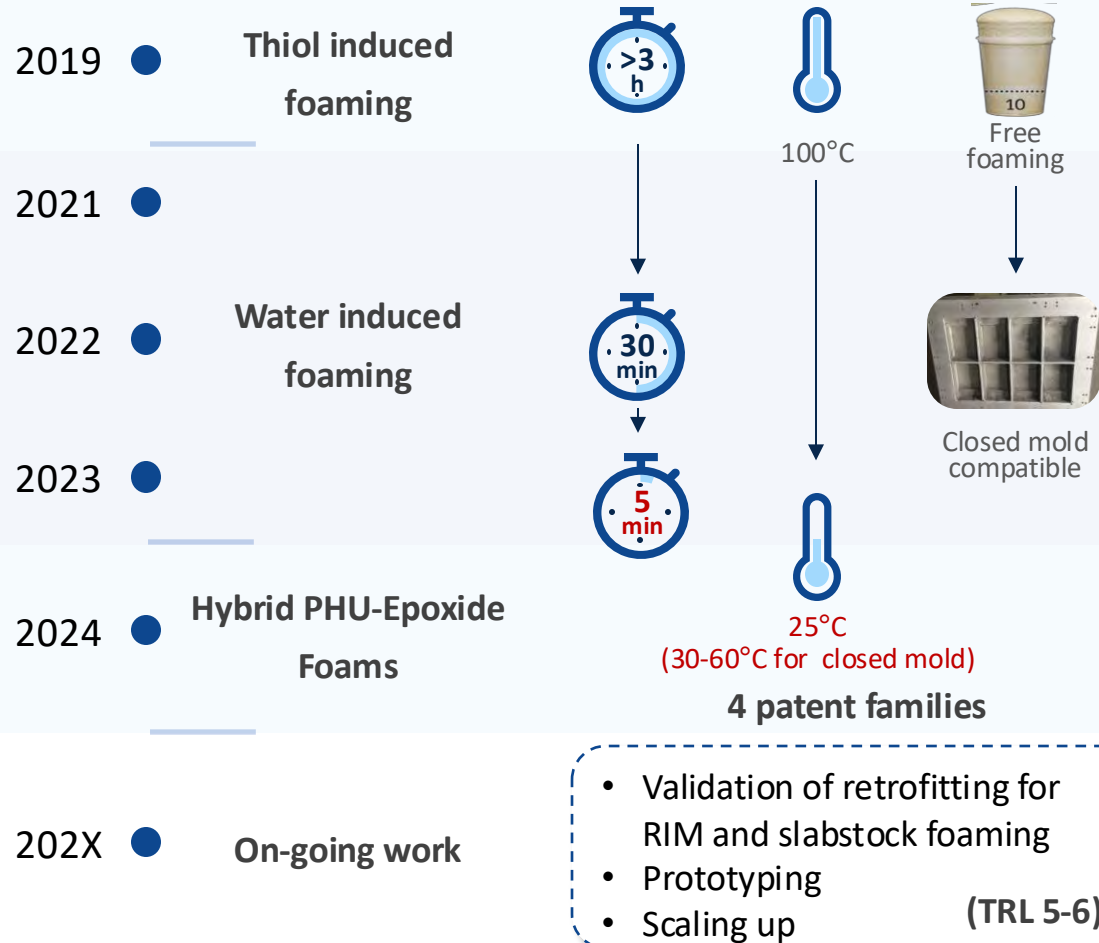 2019
Thiol induced
foaming
>3
h
100°C
10
Free
foaming
2021
2022
Water induced
foaming
30
min
Closed mold
compatible
2023
5
min
2024
Hybrid PHU-Epoxide
Foams
25°C
(30-60°C for closed mold)
4 patent families
202X
On-going work
• Validation of retrofitting for
RIM and slabstock foaming
• Prototyping
• Scaling up
(TRL 5-6)